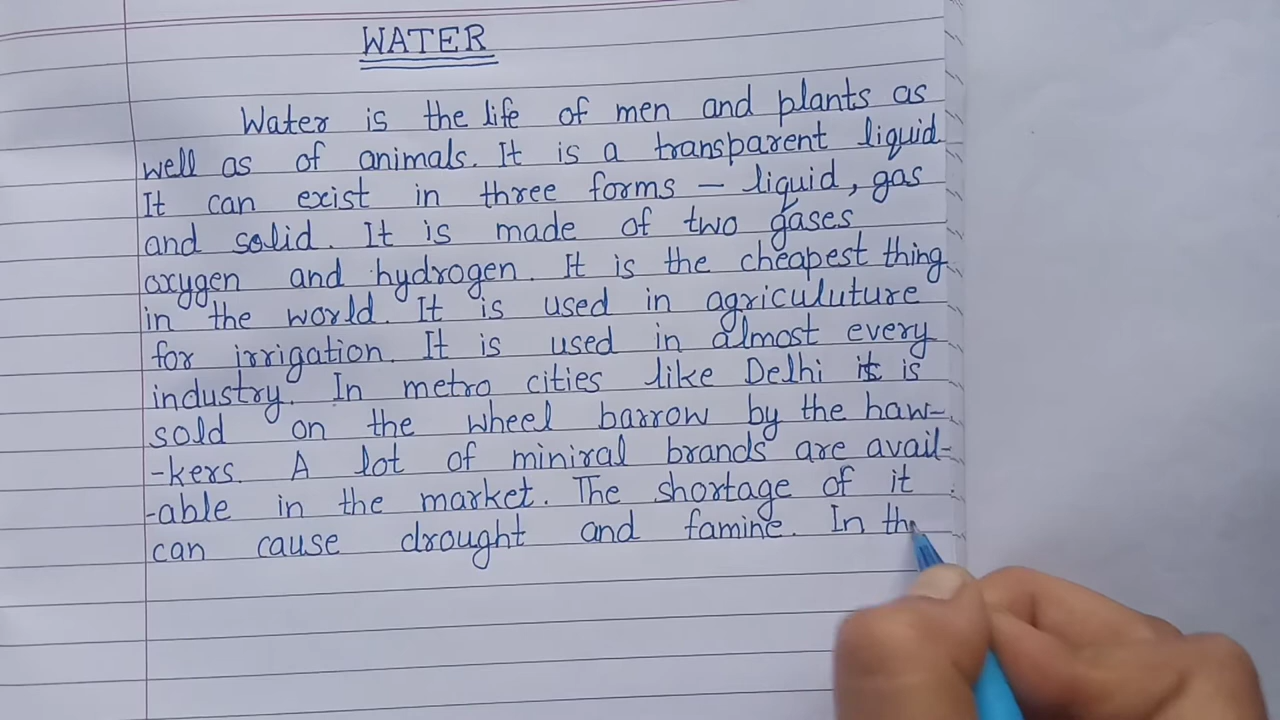 WATER
Water is the life of men and plants as
well as of animals. It is a transparent liquid
It can exist in three forms – liquid, gas
and solid. It is made of two gases
oxygen and hydrogen. It is the cheapest thing
in the world. It is used in agriculuture
for irrigation. It is used in almost every
industry. In metro cities like Delhi it is
sold on the wheel barrow by the haw-
-kers. A lot of miniral brands are avail-
-able in the market. The shortage of it
can cause drought and famine. In th